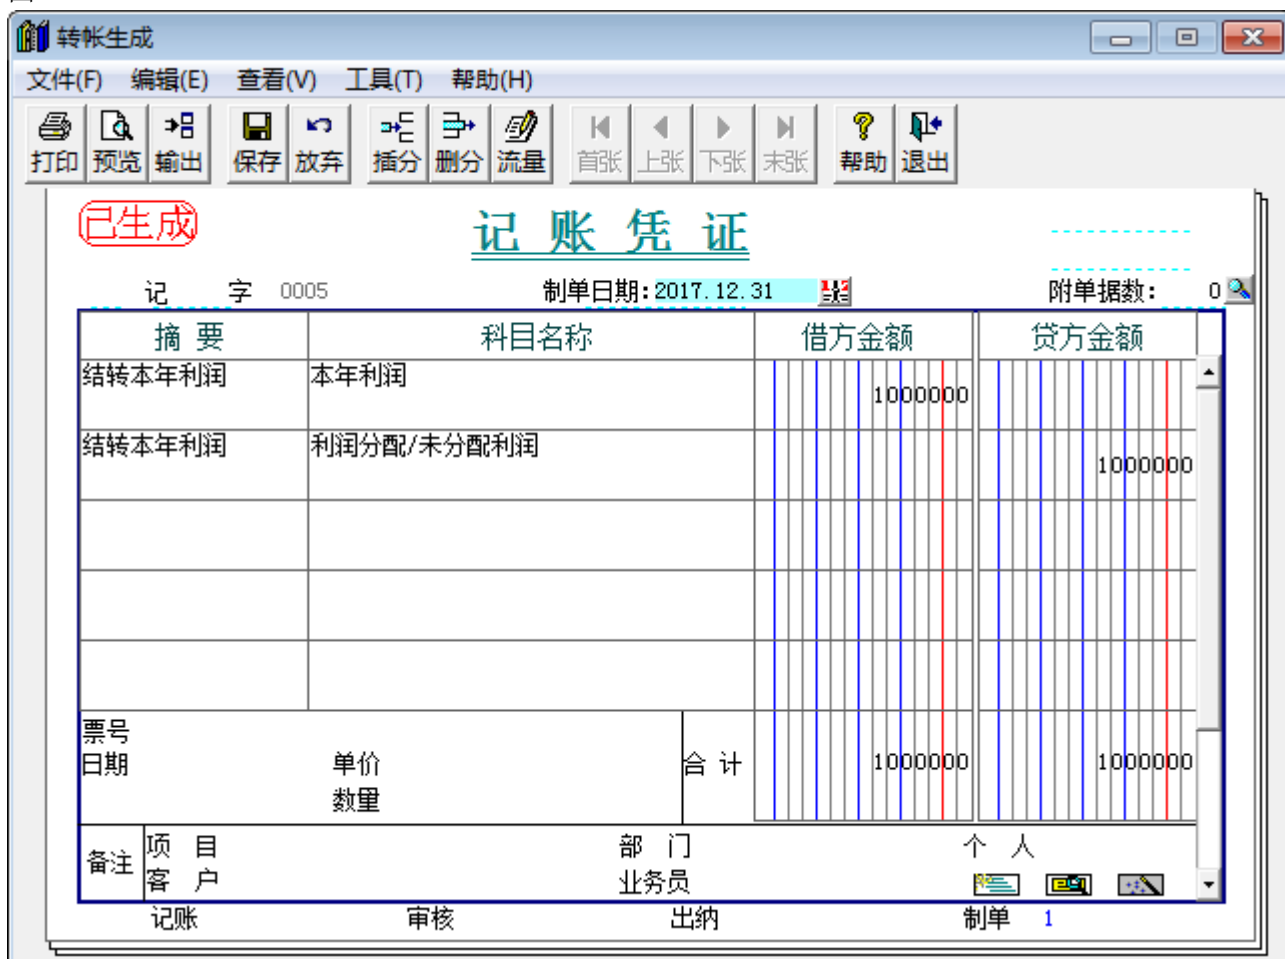 转帐生成
文件(F) 编辑(E) 查看(V) 工具(T) 帮助(H)
打印 预览 输出 保存 放弃 插分 删分 流量 首张 上张 下张 末张 帮助 退出
已生成
记 账 凭 证
记 字 0005 制单日期:2017.12.31 附单据数: 0
摘 要 科目名称 借方金额 贷方金额
结转本年利润 本年利润 1000000
结转本年利润 利润分配/未分配利润 1000000
票号
日期 单价 合 计 1000000 1000000
数量
备注 项 目 部 门 个 人
客 户 业务员
记账 审核 出纳 制单 1